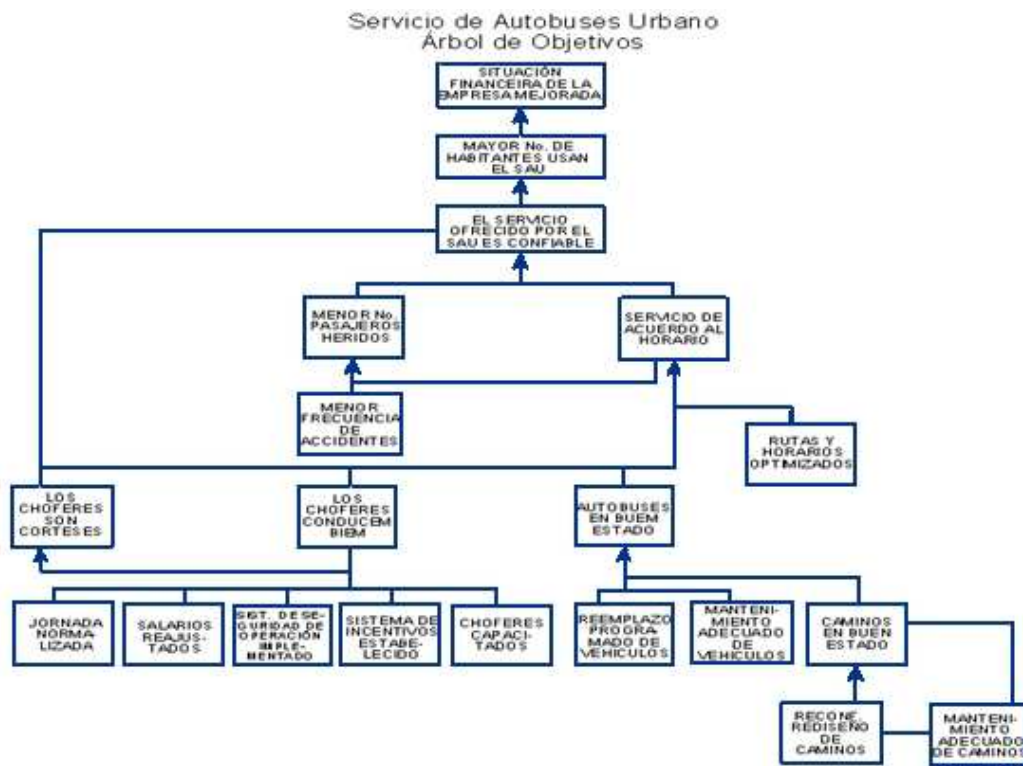 Servicio de Autobuses Urbano
Árbol de Objetivos
SITUACIÓN
FINANCEIRA DE LA
EMPRESA MEJORADA
MAYOR No. DE
HABITANTES USAN
EL SAU
EL SERVICIO
OFRECIDO POR EL
SAU ES CONFIABLE
MENOR No.
PASAJEROS
HERIDOS
SERVICIO DE
ACUERDO AL
HORARIO
MENOR
FRECUENCIA
DE
ACCIDENTES
RUTAS Y
HORARIOS
OPTIMIZADOS
LOS
CHOFERES
SON
CORTESES
LOS
CHOFERES
CONDUCEM
BIEM
AUTOBUSES
EN BUEM
ESTADO
JORNADA
NORMA-
LIZADA
SALARIOS
REAJUS-
TADOS
SIST. DE SE-
GURIDAD DE
OPERACIÓN
IMPLE-
MENTADO
SISTEMA DE
INCENTIVOS
ESTABE-
LECIDO
CHOFERES
CAPACI-
TADOS
REEMPLAZO
PROGRA-
MADO DE
VEHICULOS
MANTENI-
MIENTO
ADECUADO
DE
VEHICULOS
CAMINOS
EN BUEN
ESTADO
RECONE.
REDISEÑO
DE
CAMINOS
MANTENI-
MIENTO
ADECUADO
DE CAMINOS